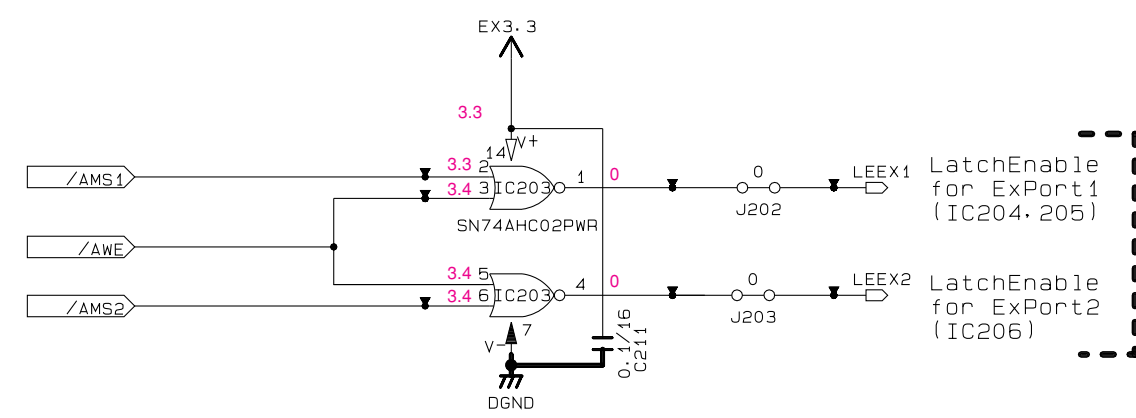 EX3.3
3.3
14 V+
/AMS1 3.3 2 1 0 0 LEEX1 LatchEnable
3.4 3 IC203 for ExPort1
J202 (IC204,205)
SN74AHC02PWR
/AWE
3.4 5 4 0 0 LEEX2 LatchEnable
/AMS2 3.4 6 IC203 for ExPort2
J203 (IC206)
7
V-
0.1/16
C211
DGND